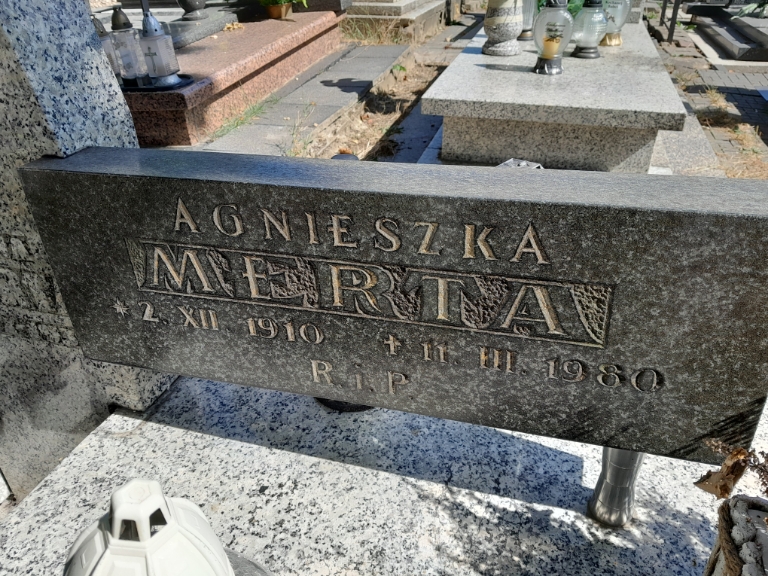 AGNIESZKA
MERTA
* 2. XII. 1910 ✝ 11. III. 1980
R.i.P.